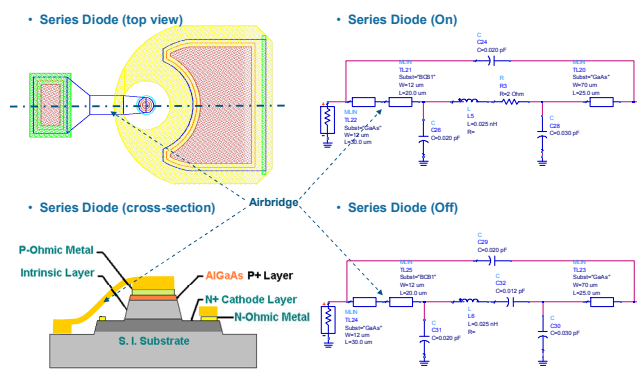 • Series Diode (top view)
• Series Diode (On)
C
C24
C=0.020 pF
MLIN
TL21
Subst="BCB1"
W=12 um
L=20.0 um
R
R3
R=2 Ohm
MLIN
TL20
Subst="GaAs"
W=70 um
L=25.0 um
MLIN
TL22
Subst="GaAs"
W=12 um
L=30.0 um
C
C26
C=0.020 pF
L
L5
L=0.025 nH
R=
C
C28
C=0.030 pF
Airbridge
• Series Diode (cross-section)
P-Ohmic Metal
Intrinsic Layer
AlGaAs P+ Layer
N+ Cathode Layer
N-Ohmic Metal
S. I. Substrate
• Series Diode (Off)
C
C29
C=0.020 pF
MLIN
TL25
Subst="BCB1"
W=12 um
L=20.0 um
C
C32
C=0.012 pF
MLIN
TL23
Subst="GaAs"
W=70 um
L=25.0 um
MLIN
TL24
Subst="GaAs"
W=12 um
L=30.0 um
C
C31
C=0.020 pF
L
L6
L=0.025 nH
R=
C
C30
C=0.030 pF